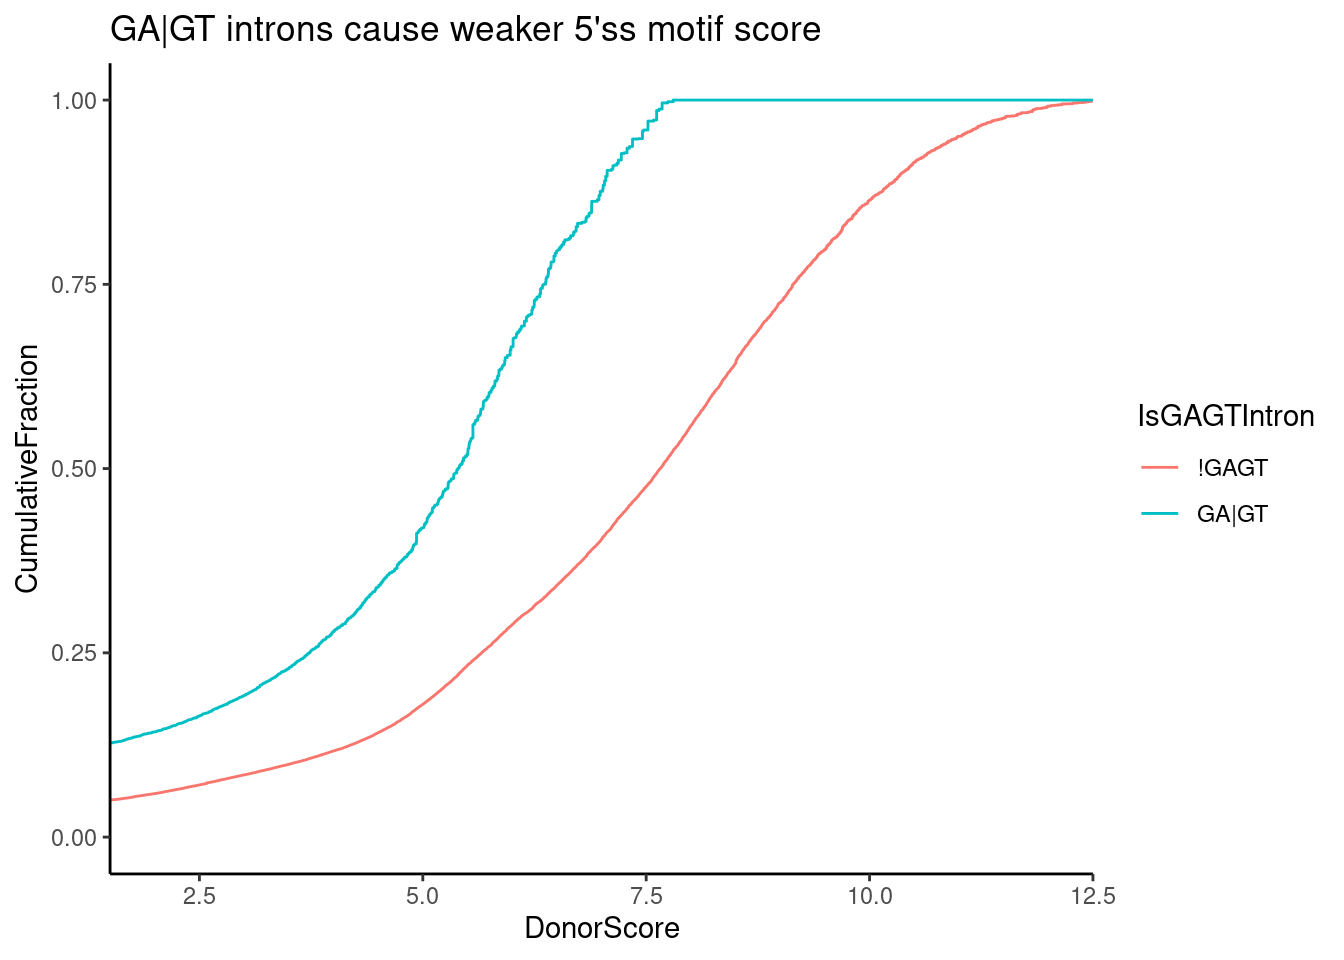 GA|GT introns cause weaker 5'ss motif score
CumulativeFraction
1.00
0.75
0.50
0.25
0.00
2.5 5.0 7.5 10.0 12.5
DonorScore
IsGAGTIntron
!GAGT
GA|GT